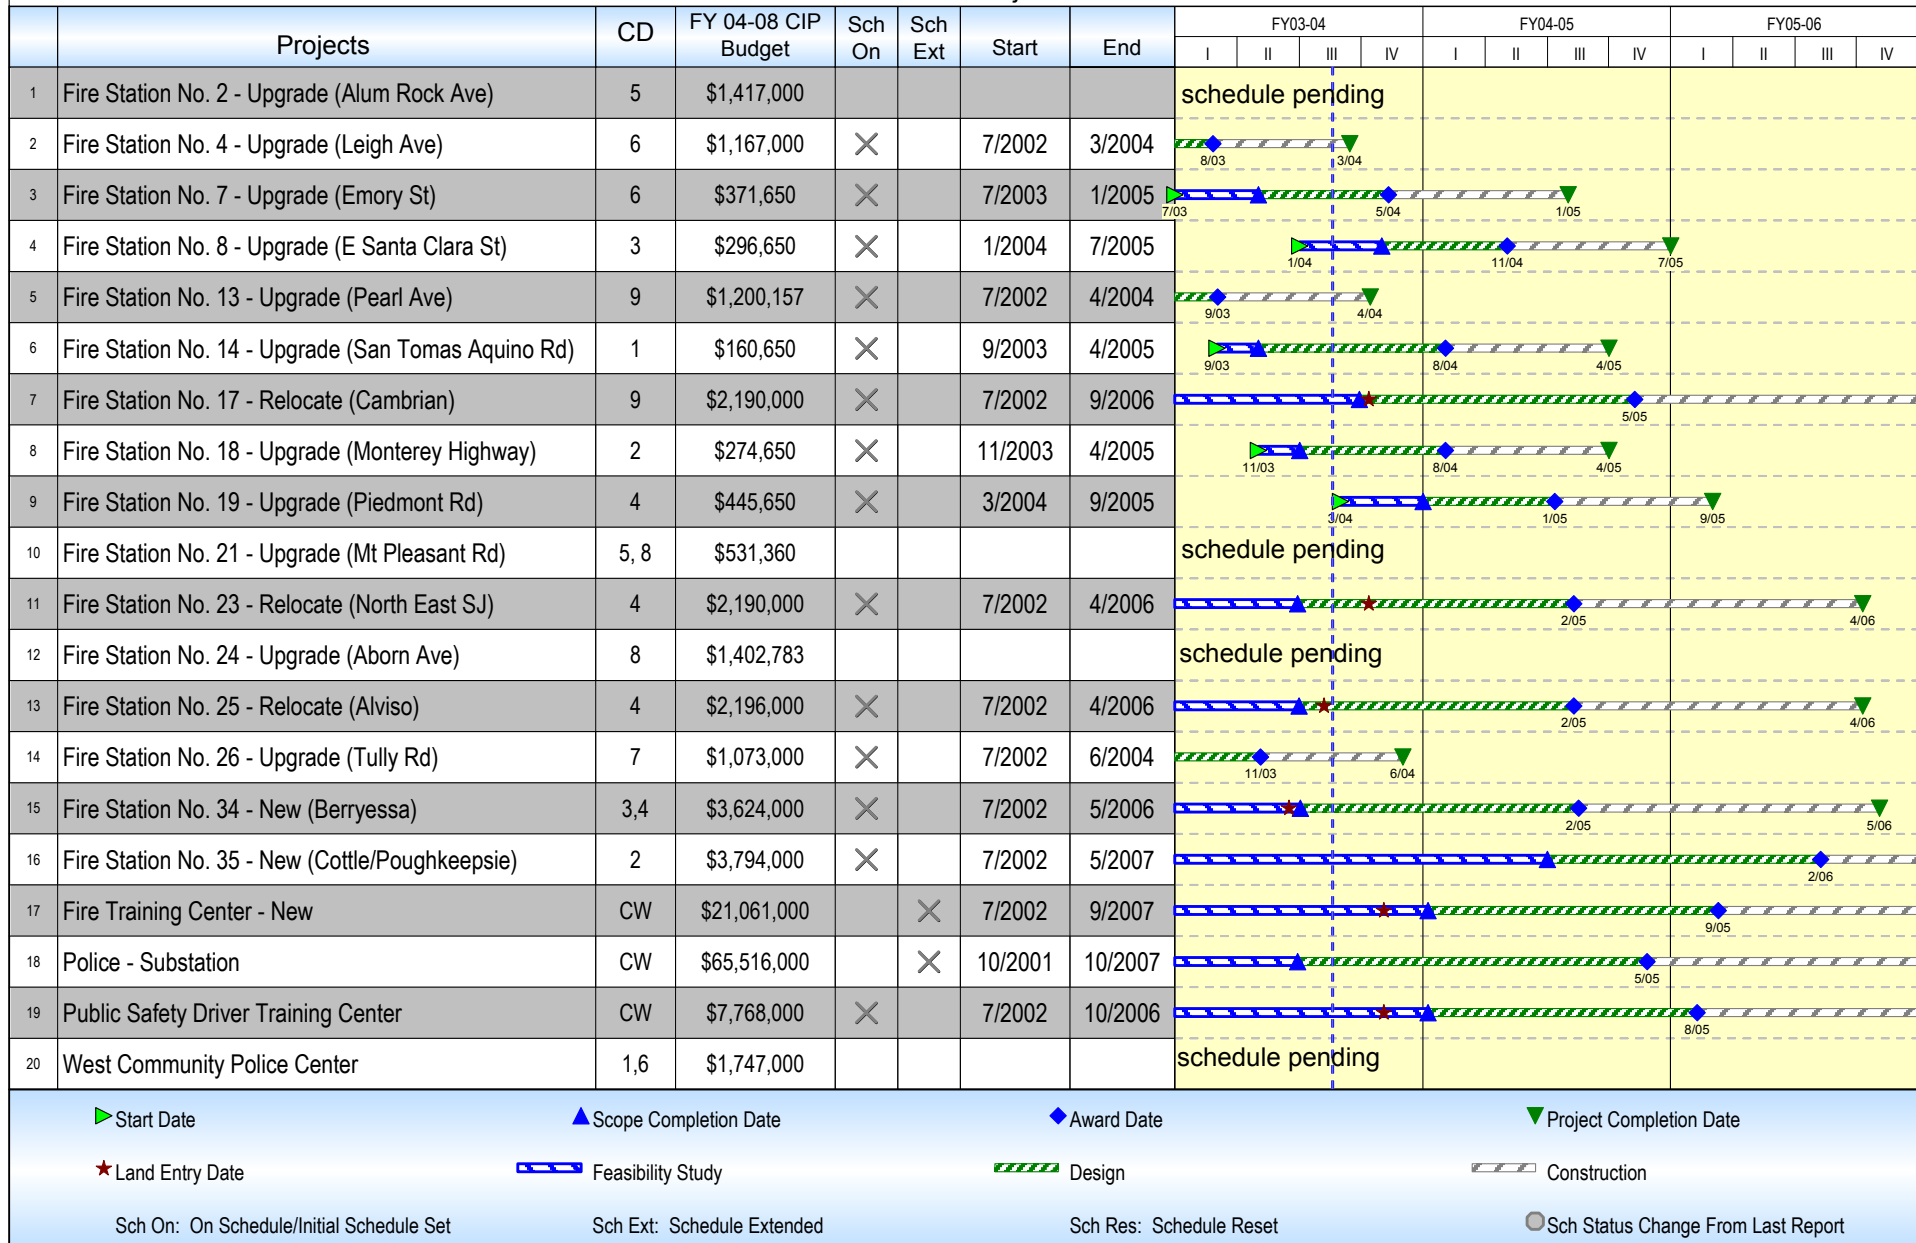 Projects CD FY 04-08 CIP Budget Sch On Sch Ext Start End FY03-04 FY04-05 FY05-06
I II III IV I II III IV I II III IV
1 Fire Station No. 2 - Upgrade (Alum Rock Ave) 5 $1,417,000 schedule pending
2 Fire Station No. 4 - Upgrade (Leigh Ave) 6 $1,167,000 7/2002 3/2004
8/03 3/04
3 Fire Station No. 7 - Upgrade (Emory St) 6 $371,650 7/2003 1/2005
7/03 5/04 1/05
4 Fire Station No. 8 - Upgrade (E Santa Clara St) 3 $296,650 1/2004 7/2005
1/04 11/04 7/05
5 Fire Station No. 13 - Upgrade (Pearl Ave) 9 $1,200,157 7/2002 4/2004
9/03 4/04
6 Fire Station No. 14 - Upgrade (San Tomas Aquino Rd) 1 $160,650 9/2003 4/2005
9/03 8/04 4/05
7 Fire Station No. 17 - Relocate (Cambrian) 9 $2,190,000 7/2002 9/2006
5/05
8 Fire Station No. 18 - Upgrade (Monterey Highway) 2 $274,650 11/2003 4/2005
11/03 8/04 4/05
9 Fire Station No. 19 - Upgrade (Piedmont Rd) 4 $445,650 3/2004 9/2005
3/04 1/05 9/05
10 Fire Station No. 21 - Upgrade (Mt Pleasant Rd) 5, 8 $531,360 schedule pending
11 Fire Station No. 23 - Relocate (North East SJ) 4 $2,190,000 7/2002 4/2006
2/05 4/06
12 Fire Station No. 24 - Upgrade (Aborn Ave) 8 $1,402,783 schedule pending
13 Fire Station No. 25 - Relocate (Alviso) 4 $2,196,000 7/2002 4/2006
2/05 4/06
14 Fire Station No. 26 - Upgrade (Tully Rd) 7 $1,073,000 7/2002 6/2004
11/03 6/04
15 Fire Station No. 34 - New (Berryessa) 3,4 $3,624,000 7/2002 5/2006
2/05 5/06
16 Fire Station No. 35 - New (Cottle/Poughkeepsie) 2 $3,794,000 7/2002 5/2007
2/06
17 Fire Training Center - New CW $21,061,000 7/2002 9/2007
9/05
18 Police - Substation CW $65,516,000 10/2001 10/2007
5/05
19 Public Safety Driver Training Center CW $7,768,000 7/2002 10/2006
8/05
20 West Community Police Center 1,6 $1,747,000 schedule pending
Start Date Scope Completion Date Award Date Project Completion Date
Land Entry Date Feasibility Study Design Construction
Sch On: On Schedule/Initial Schedule Set Sch Ext: Schedule Extended Sch Res: Schedule Reset Sch Status Change From Last Report